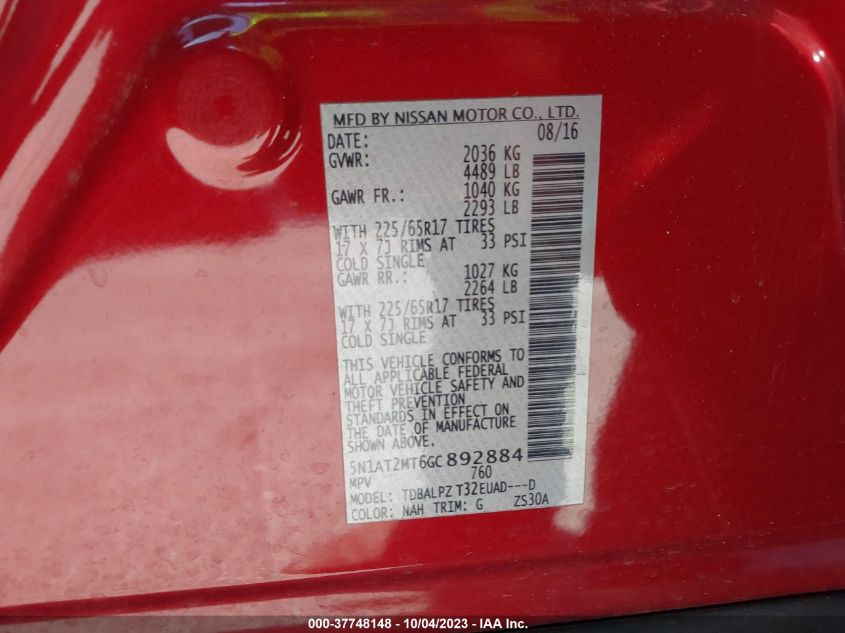 MFD BY NISSAN MOTOR CO., LTD.
DATE: 08/16
GVWR: 2036 KG
4489 LB
GAWR FR.: 1040 KG
2293 LB
WITH 225/65R17 TIRES
17 X 7J RIMS AT 33 PSI
COLD SINGLE
GAWR RR.: 1027 KG
2264 LB
WITH 225/65R17 TIRES
17 X 7J RIMS AT 33 PSI
COLD SINGLE
THIS VEHICLE CONFORMS TO
ALL APPLICABLE FEDERAL
MOTOR VEHICLE SAFETY AND
THEFT PREVENTION
STANDARDS IN EFFECT ON
THE DATE OF MANUFACTURE
SHOWN ABOVE.
5N1AT2MT6GC892884
MPV 760
MODEL: TDBALPZ T32EUAD---D
COLOR: NAH TRIM: G ZS30A
000-37748148 - 10/04/2023 - IAA Inc.